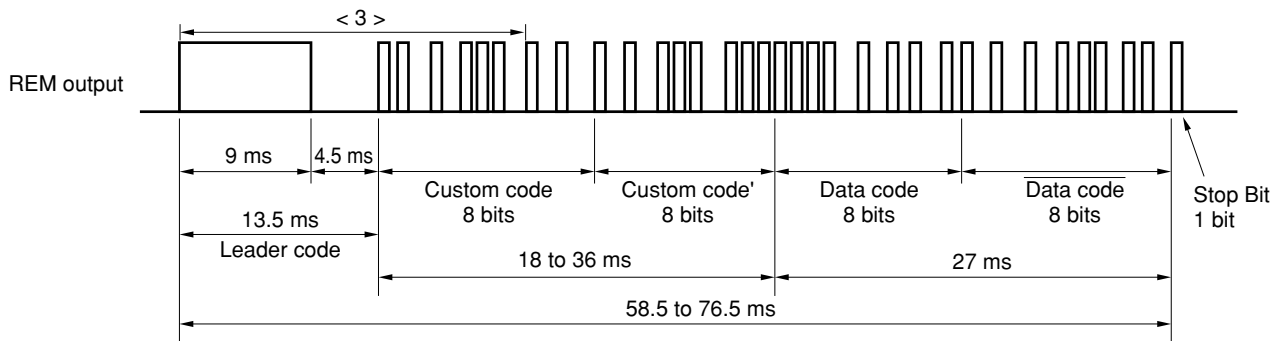 < 3 >
REM output
9 ms
4.5 ms
Custom code
8 bits
Custom code'
8 bits
Data code
8 bits
Data code
8 bits
Stop Bit
1 bit
13.5 ms
Leader code
18 to 36 ms
27 ms
58.5 to 76.5 ms